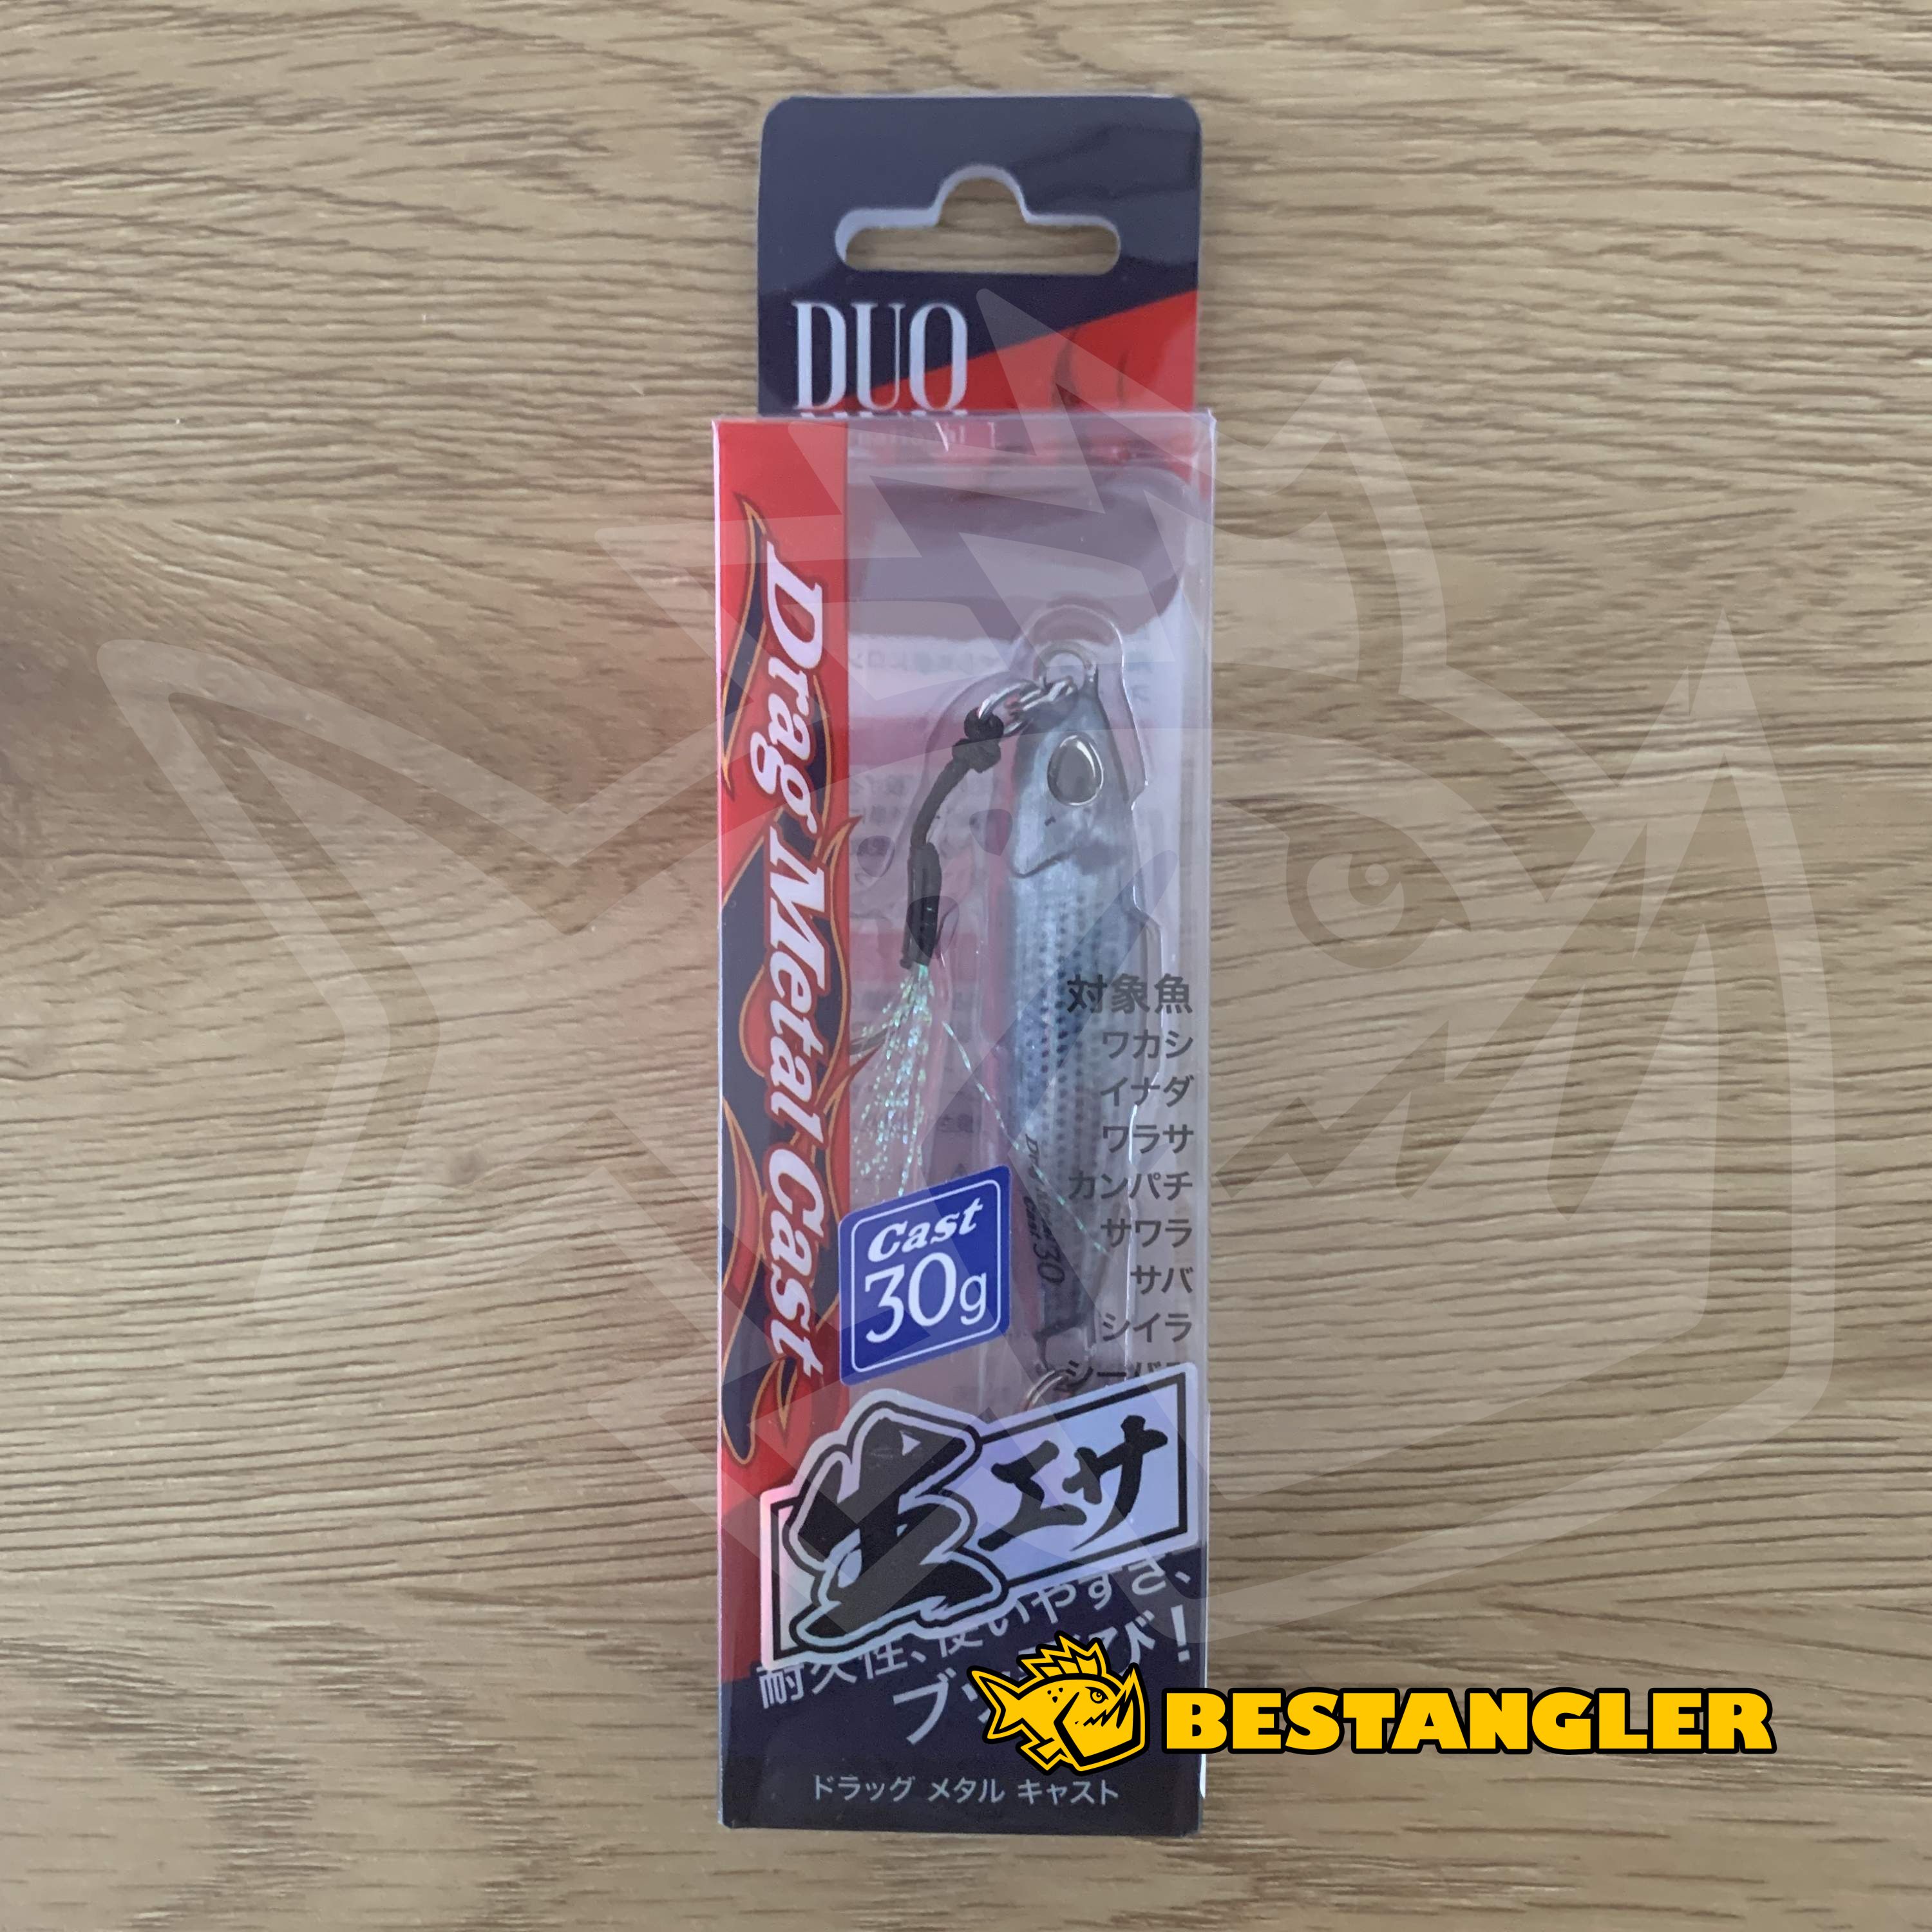 DUO
Drag Metal Cast
対象魚
ワカシ
イナダ
ワラサ
カンパチ
サワラ
サバ
シイラ
30
Cast
30g
生エサ
耐久性、使いやすさ、
ドラッグ メタル キャスト
BESTANGLER